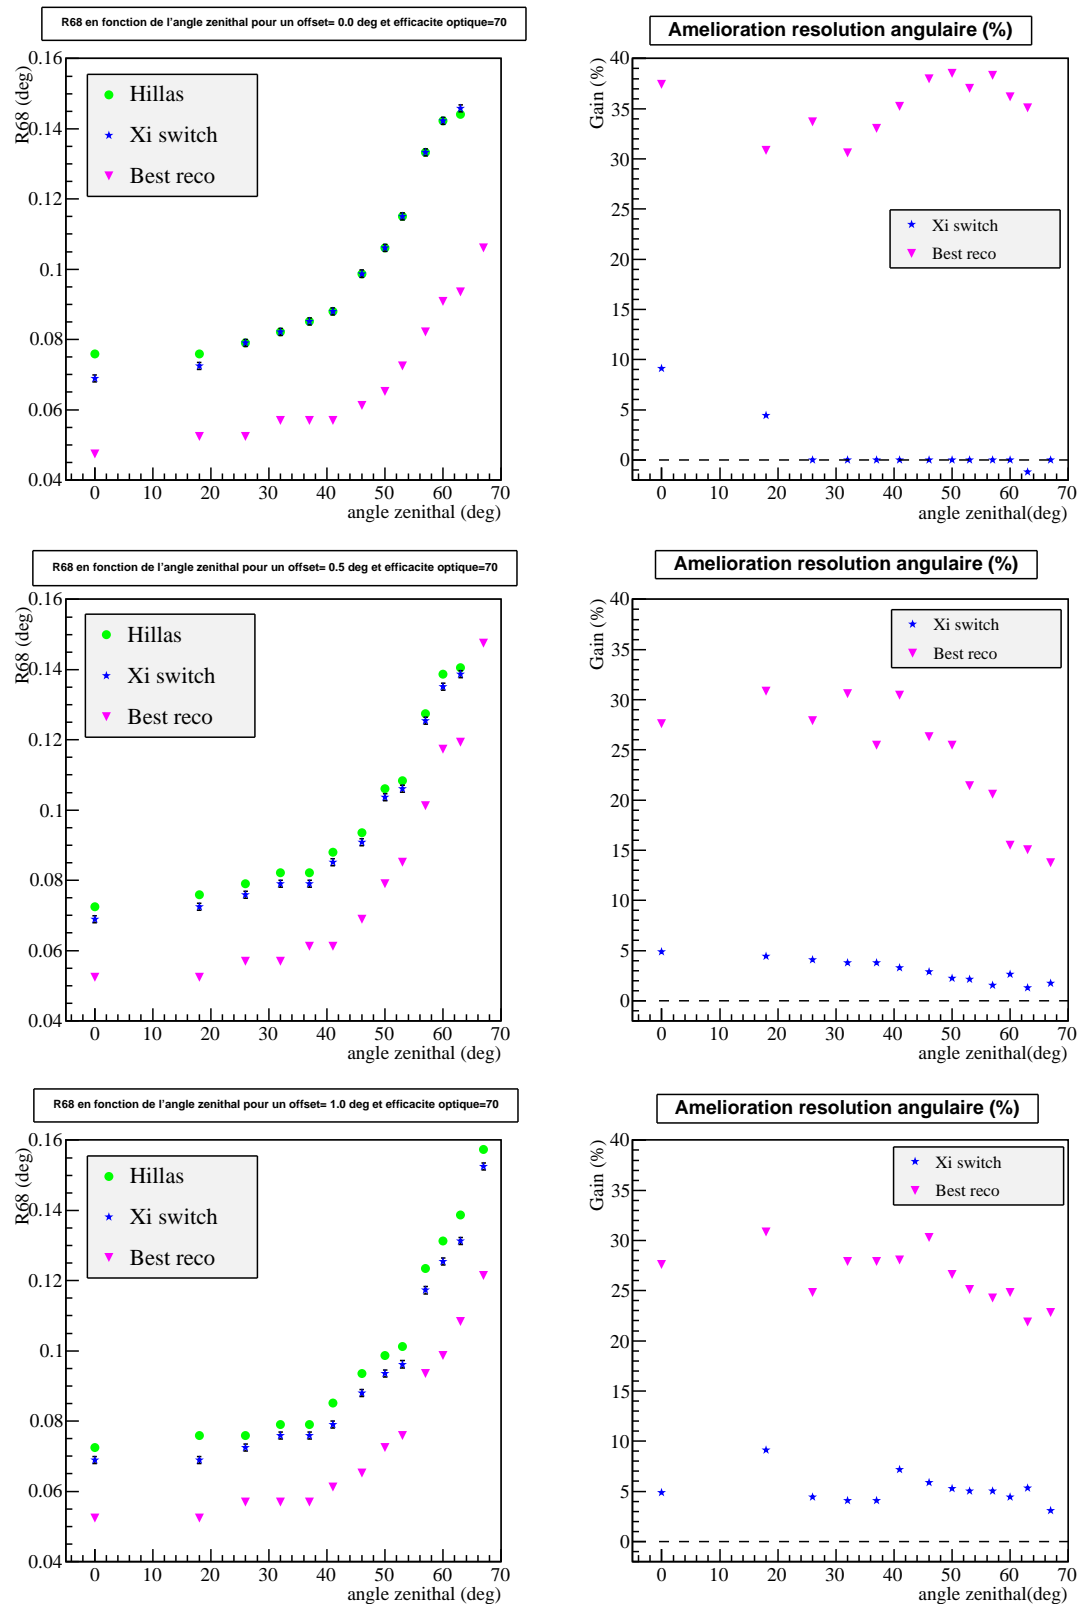 R68 en fonction de l'angle zenithal pour un offset= 0.0 deg et efficacite optique=70
R68 (deg)
0.16
0.14
0.12
0.1
0.08
0.06
0.04
Hillas
Xi switch
Best reco
0 10 20 30 40 50 60 70
angle zenithal (deg)
Amelioration resolution angulaire (%)
Gain (%)
40
35
30
25
20
15
10
5
0
Xi switch
Best reco
0 10 20 30 40 50 60 70
angle zenithal(deg)
R68 en fonction de l'angle zenithal pour un offset= 0.5 deg et efficacite optique=70
R68 (deg)
0.16
0.14
0.12
0.1
0.08
0.06
0.04
Hillas
Xi switch
Best reco
0 10 20 30 40 50 60 70
angle zenithal (deg)
Amelioration resolution angulaire (%)
Gain (%)
40
35
30
25
20
15
10
5
0
Xi switch
Best reco
0 10 20 30 40 50 60 70
angle zenithal(deg)
R68 en fonction de l'angle zenithal pour un offset= 1.0 deg et efficacite optique=70
R68 (deg)
0.16
0.14
0.12
0.1
0.08
0.06
0.04
Hillas
Xi switch
Best reco
0 10 20 30 40 50 60 70
angle zenithal (deg)
Amelioration resolution angulaire (%)
Gain (%)
40
35
30
25
20
15
10
5
0
Xi switch
Best reco
0 10 20 30 40 50 60 70
angle zenithal(deg)